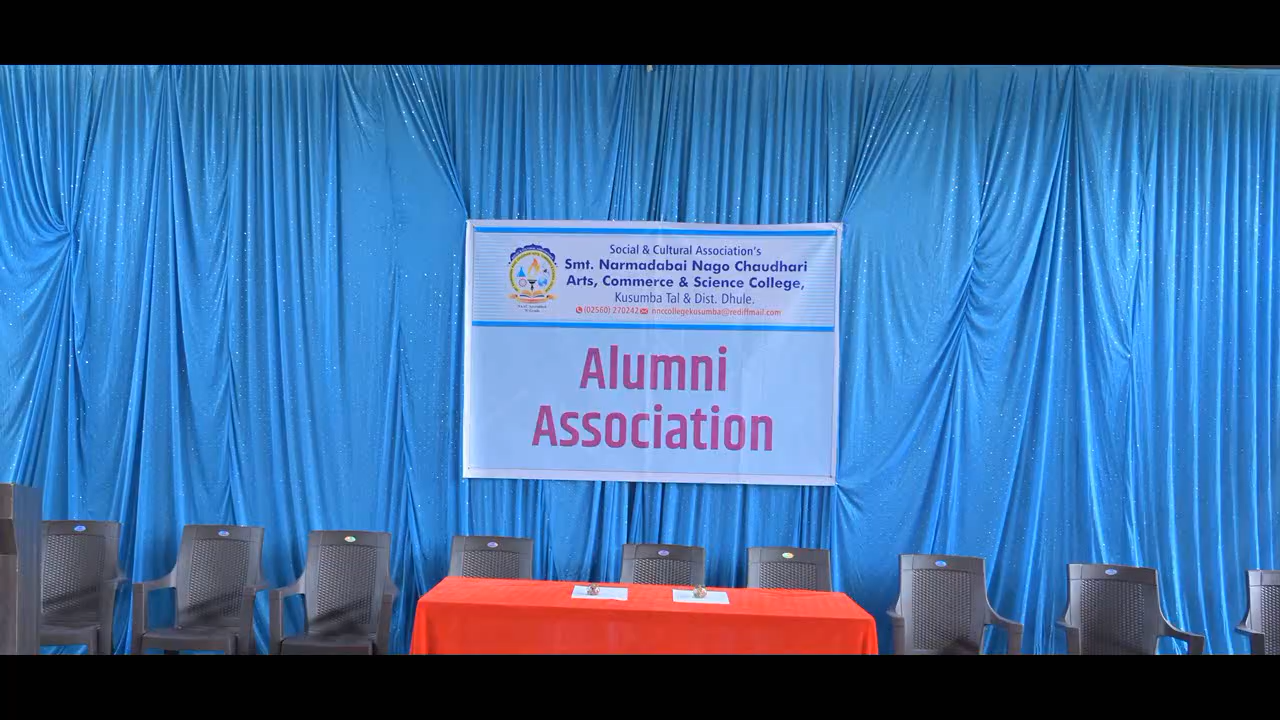 Social & Cultural Association's
Smt. Narmadabai Nago Chaudhari
Arts, Commerce & Science College,
Kusumba Tal & Dist. Dhule.
(02560) 270242 nnccollegekusumba@rediffmail.com
Alumni
Association